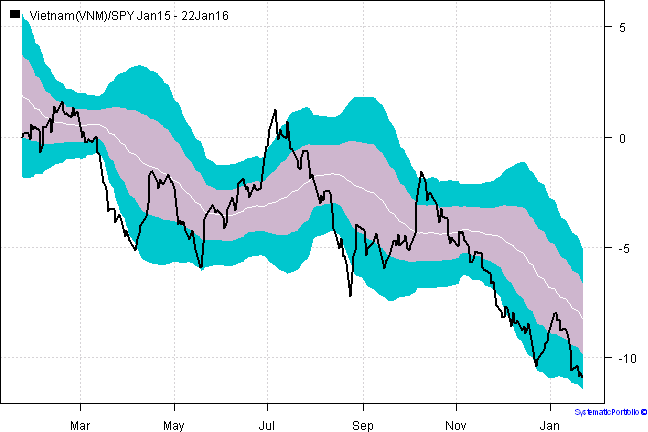 Vietnam(VNM)/SPY Jan15 - 22Jan16
5
0
-5
-10
Mar May Jul Sep Nov Jan
SystematicPortfolio ©